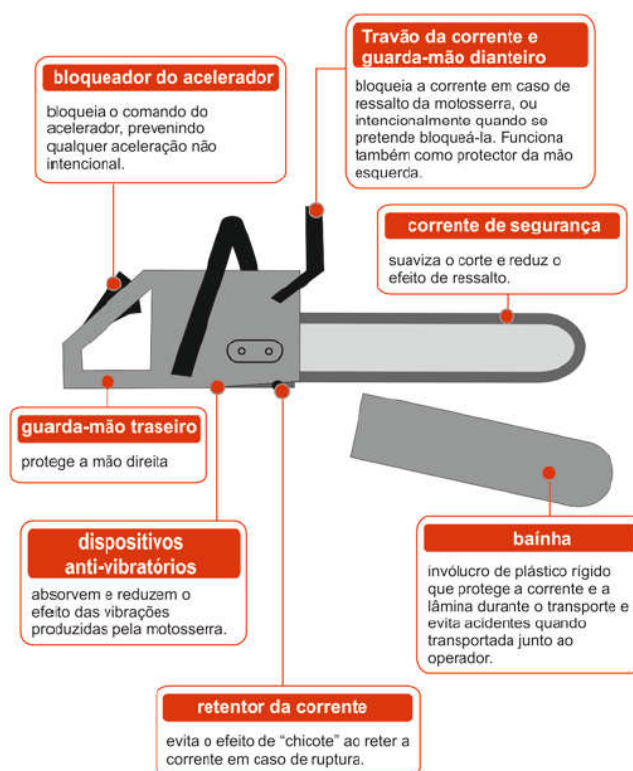 bloqueador do acelerador
bloqueia o comando do
acelerador, prevenindo
qualquer aceleração não
intencional.
Travão da corrente e
guarda-mão dianteiro
bloqueia a corrente em caso de
ressalto da motosserra, ou
intencionalmente quando se
pretende bloqueá-la. Funciona
também como protector da mão
esquerda.
corrente de segurança
suaviza o corte e reduz o
efeito de ressalto.
guarda-mão traseiro
protege a mão direita
dispositivos
anti-vibratórios
absorvem e reduzem o
efeito das vibrações
produzidas pela motosserra.
baínha
invólucro de plástico rígido
que protege a corrente e a
lâmina durante o transporte e
evita acidentes quando
transportada junto ao
operador.
retentor da corrente
evita o efeito de “chicote” ao reter a
corrente em caso de ruptura.